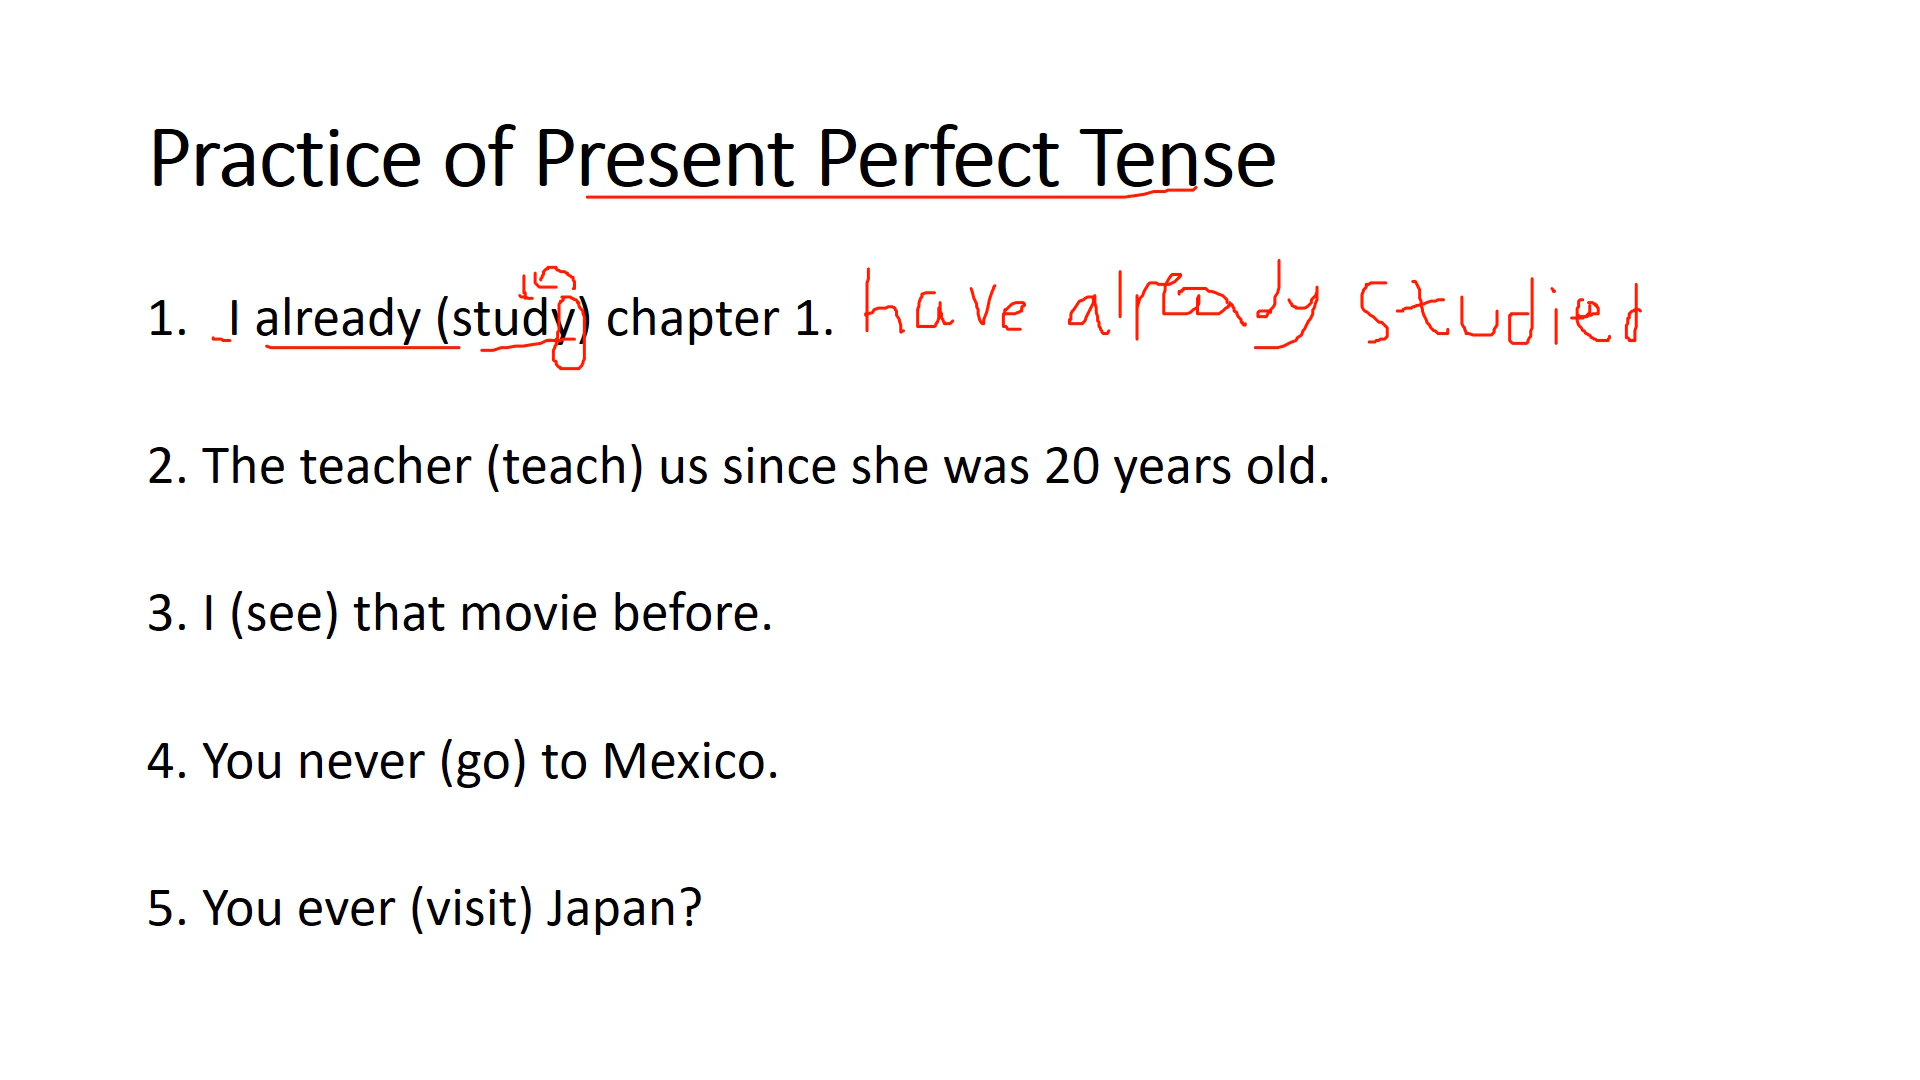 Practice of Present Perfect Tense
1. I already (study) chapter 1. have already studied
2. The teacher (teach) us since she was 20 years old.
3. I (see) that movie before.
4. You never (go) to Mexico.
5. You ever (visit) Japan?